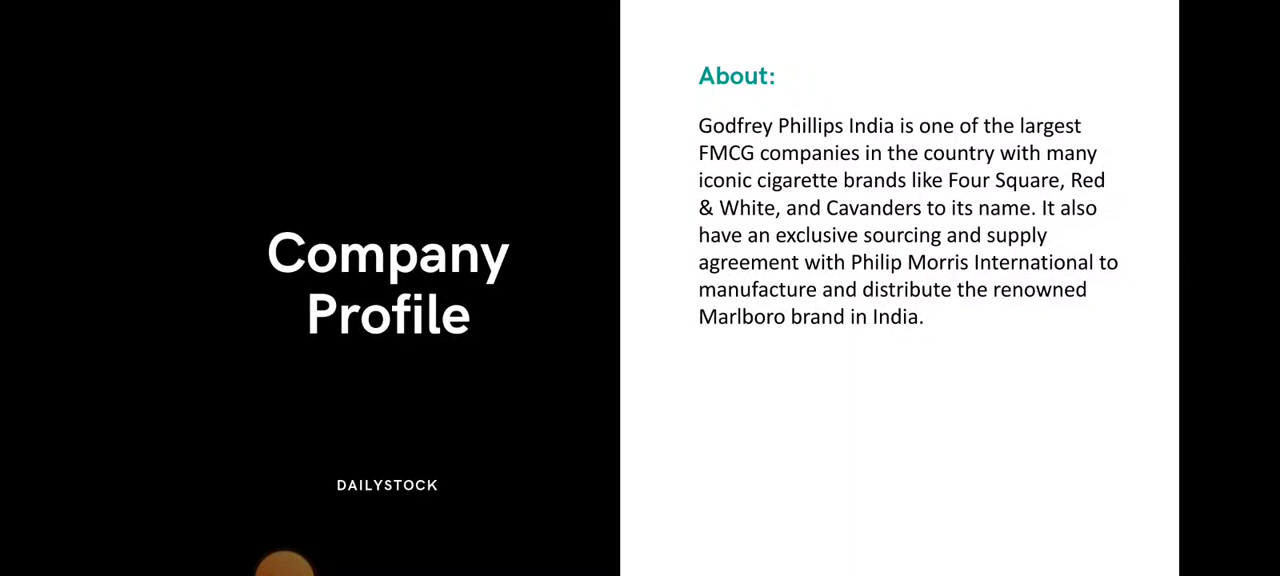 Company
Profile
DAILYSTOCK
About:
Godfrey Phillips India is one of the largest
FMCG companies in the country with many
iconic cigarette brands like Four Square, Red
& White, and Cavanders to its name. It also
have an exclusive sourcing and supply
agreement with Philip Morris International to
manufacture and distribute the renowned
Marlboro brand in India.